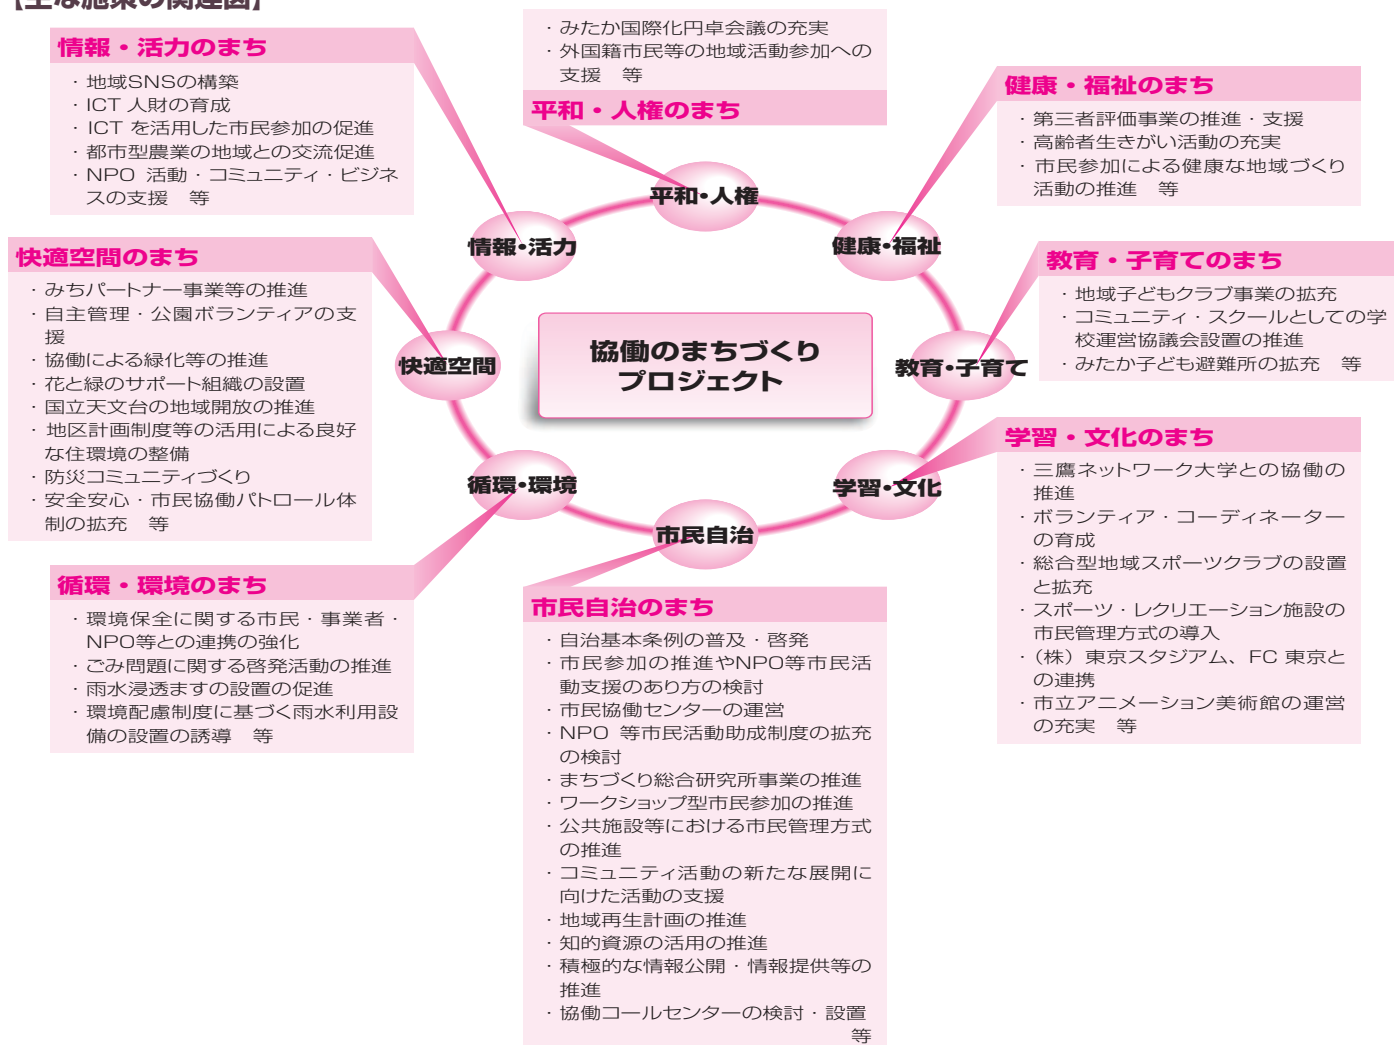 【主な施策の関連図】
情報・活力のまち
・地域SNSの構築
・ICT 人財の育成
・ICT を活用した市民参加の促進
・都市型農業の地域との交流促進
・NPO 活動・コミュニティ・ビジネ
スの支援　等
・みたか国際化円卓会議の充実
・外国籍市民等の地域活動参加への
支援　等
平和・人権のまち
健康・福祉のまち
・第三者評価事業の推進・支援
・高齢者生きがい活動の充実
・市民参加による健康な地域づくり
活動の推進　等
快適空間のまち
・みちパートナー事業等の推進
・自主管理・公園ボランティアの支
援
・協働による緑化等の推進
・花と緑のサポート組織の設置
・国立天文台の地域開放の推進
・地区計画制度等の活用による良好
な住環境の整備
・防災コミュニティづくり
・安全安心・市民協働パトロール体
制の拡充　等
教育・子育てのまち
・地域子どもクラブ事業の拡充
・コミュニティ・スクールとしての学
校運営協議会設置の推進
・みたか子ども避難所の拡充　等
平和・人権
情報・活力
健康・福祉
快適空間
協働のまちづくり
プロジェクト
教育・子育て
循環・環境
学習・文化
市民自治
学習・文化のまち
・三鷹ネットワーク大学との協働の
推進
・ボランティア・コーディネーター
の育成
・総合型地域スポーツクラブの設置
と拡充
・スポーツ・レクリエーション施設の
市民管理方式の導入
・（株）東京スタジアム、FC 東京と
の連携
・市立アニメーション美術館の運営
の充実　等
循環・環境のまち
・環境保全に関する市民・事業者・
NPO等との連携の強化
・ごみ問題に関する啓発活動の推進
・雨水浸透ますの設置の促進
・環境配慮制度に基づく雨水利用設
備の設置の誘導　等
市民自治のまち
・自治基本条例の普及・啓発
・市民参加の推進やNPO等市民活
動支援のあり方の検討
・市民協働センターの運営
・NPO 等市民活動助成制度の拡充
の検討
・まちづくり総合研究所事業の推進
・ワークショップ型市民参加の推進
・公共施設等における市民管理方式
の推進
・コミュニティ活動の新たな展開に
向けた活動の支援
・地域再生計画の推進
・知的資源の活用の推進
・積極的な情報公開・情報提供等の
推進
・協働コールセンターの検討・設置
等